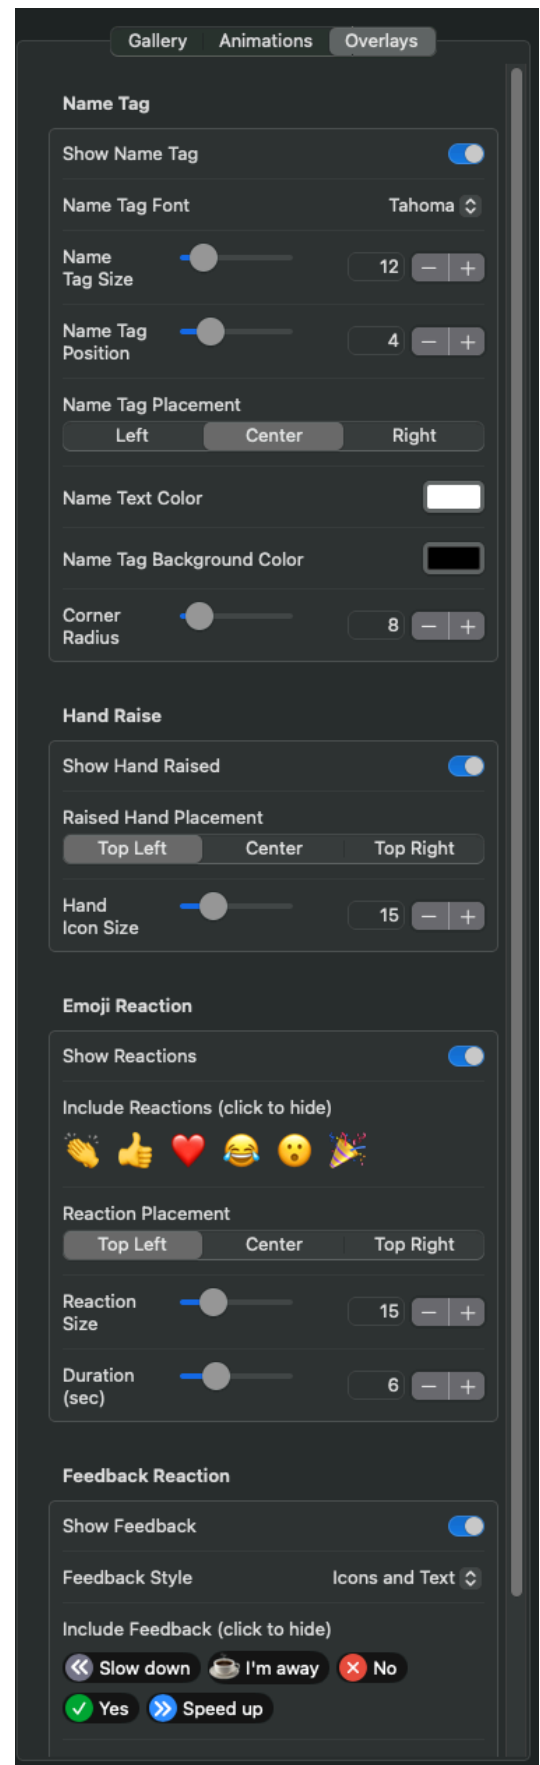 Gallery Animations Overlays
Name Tag
Show Name Tag
Name Tag Font Tahoma
Name
Tag Size
12 − +
Name Tag
Position
4 − +
Name Tag Placement
Left Center Right
Name Text Color
Name Tag Background Color
Corner
Radius
8 − +
Hand Raise
Show Hand Raised
Raised Hand Placement
Top Left Center Top Right
Hand
Icon Size
15 − +
Emoji Reaction
Show Reactions
Include Reactions (click to hide)
Reaction Placement
Top Left Center Top Right
Reaction
Size
15 − +
Duration
(sec)
6 − +
Feedback Reaction
Show Feedback
Feedback Style Icons and Text
Include Feedback (click to hide)
Slow down I'm away No
Yes Speed up